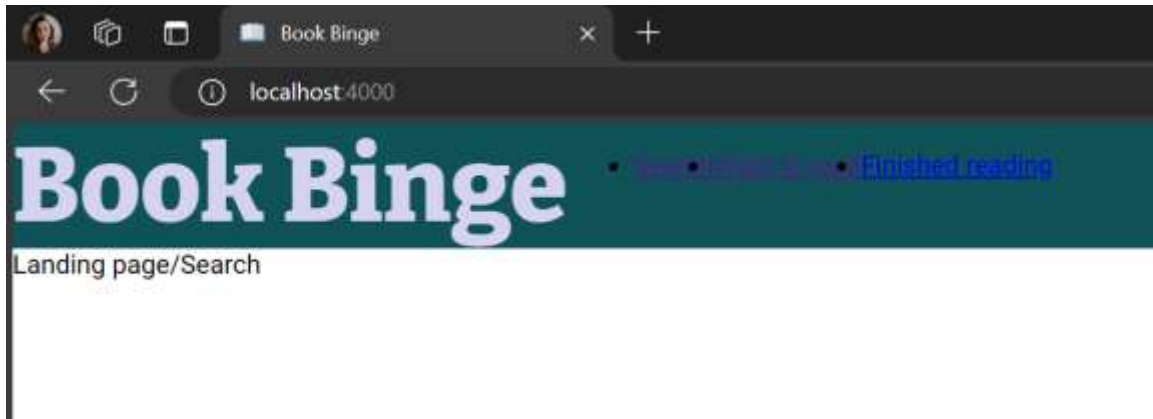 Book Binge
localhost:4000
Book Binge
Finished reading
Landing page/Search